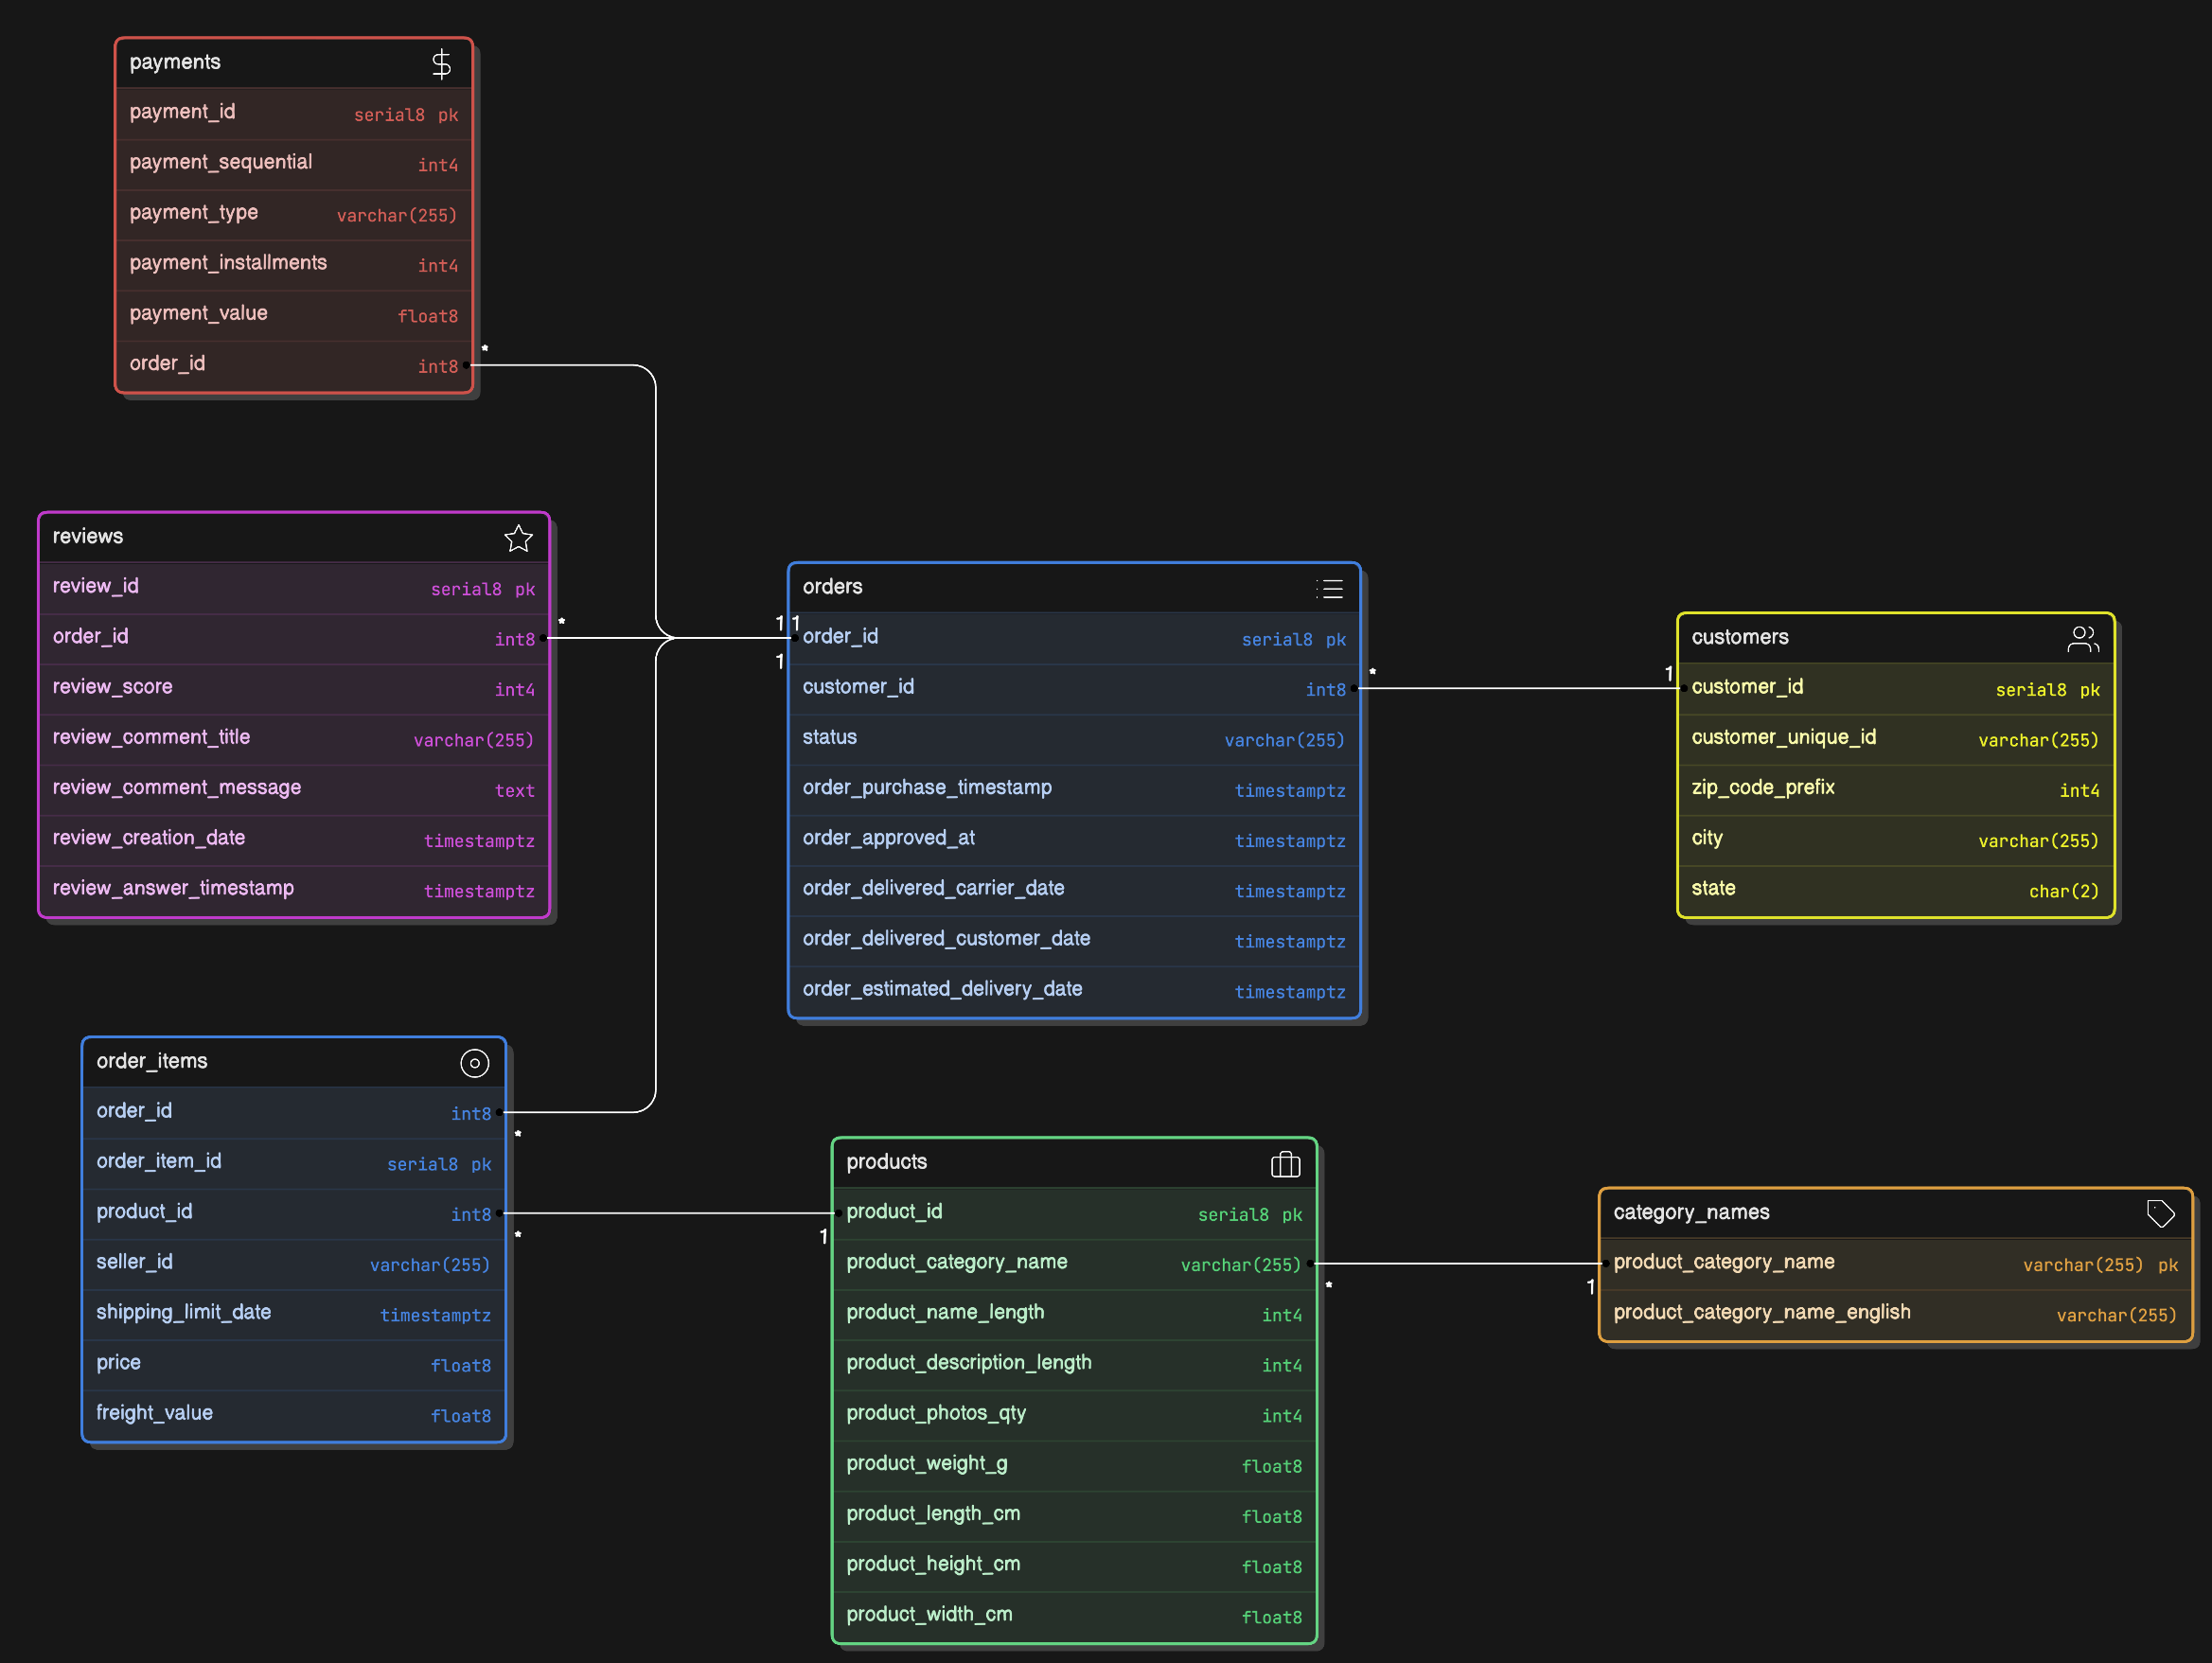 payments
payment_id serial8 pk
payment_sequential int4
payment_type varchar(255)
payment_installments int4
payment_value float8
order_id int8
*
reviews
review_id serial8 pk
order_id int8
*
review_score int4
review_comment_title varchar(255)
review_comment_message text
review_creation_date timestamptz
review_answer_timestamp timestamptz
orders
1 1
order_id serial8 pk
1
customer_id int8
*
status varchar(255)
order_purchase_timestamp timestamptz
order_approved_at timestamptz
order_delivered_carrier_date timestamptz
order_delivered_customer_date timestamptz
order_estimated_delivery_date timestamptz
customers
1
customer_id serial8 pk
customer_unique_id varchar(255)
zip_code_prefix int4
city varchar(255)
state char(2)
order_items
order_id int8
*
order_item_id serial8 pk
product_id int8
*
seller_id varchar(255)
shipping_limit_date timestamptz
price float8
freight_value float8
products
product_id serial8 pk
1
product_category_name varchar(255)
*
product_name_length int4
product_description_length int4
product_photos_qty int4
product_weight_g float8
product_length_cm float8
product_height_cm float8
product_width_cm float8
category_names
product_category_name varchar(255) pk
1
product_category_name_english varchar(255)